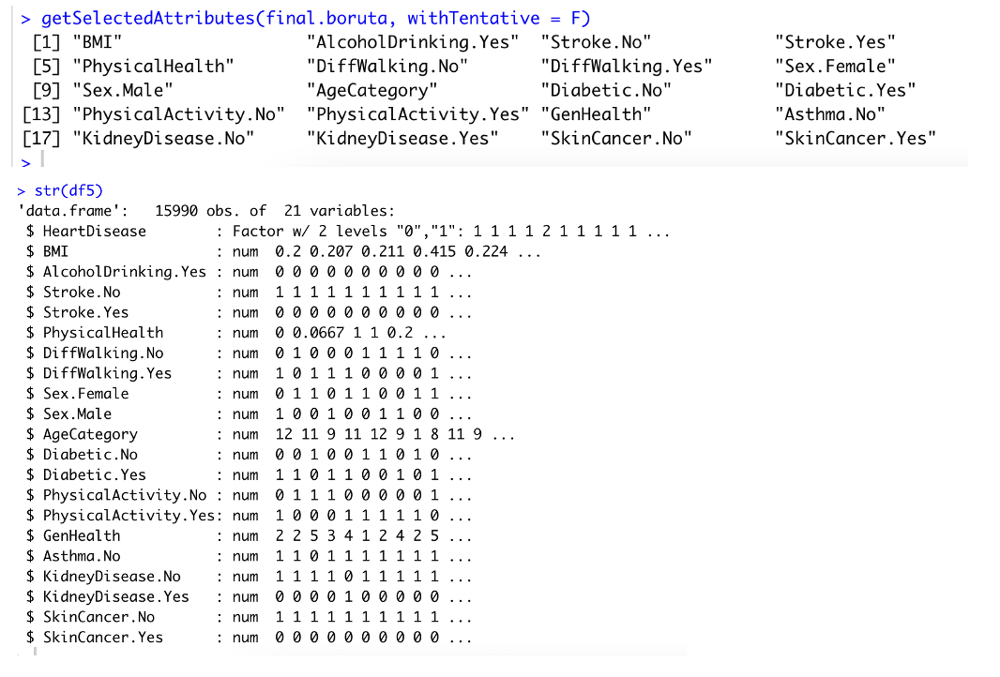 > getSelectedAttributes(final.boruta, withTentative = F)
[1] "BMI" "AlcoholDrinking.Yes" "Stroke.No" "Stroke.Yes"
[5] "PhysicalHealth" "DiffWalking.No" "DiffWalking.Yes" "Sex.Female"
[9] "Sex.Male" "AgeCategory" "Diabetic.No" "Diabetic.Yes"
[13] "PhysicalActivity.No" "PhysicalActivity.Yes" "GenHealth" "Asthma.No"
[17] "KidneyDisease.No" "KidneyDisease.Yes" "SkinCancer.No" "SkinCancer.Yes"
>
> str(df5)
'data.frame': 15990 obs. of 21 variables:
$ HeartDisease : Factor w/ 2 levels "0","1": 1 1 1 1 2 1 1 1 1 1 ...
$ BMI : num 0.2 0.207 0.211 0.415 0.224 ...
$ AlcoholDrinking.Yes : num 0 0 0 0 0 0 0 0 0 0 ...
$ Stroke.No : num 1 1 1 1 1 1 1 1 1 1 ...
$ Stroke.Yes : num 0 0 0 0 0 0 0 0 0 0 ...
$ PhysicalHealth : num 0 0.0667 1 1 0.2 ...
$ DiffWalking.No : num 0 1 0 0 0 1 1 1 1 0 ...
$ DiffWalking.Yes : num 1 0 1 1 1 0 0 0 0 1 ...
$ Sex.Female : num 0 1 1 0 1 1 0 0 1 1 ...
$ Sex.Male : num 1 0 0 1 0 0 1 1 0 0 ...
$ AgeCategory : num 12 11 9 11 12 9 1 8 11 9 ...
$ Diabetic.No : num 0 0 1 0 0 1 1 0 1 0 ...
$ Diabetic.Yes : num 1 1 0 1 1 0 0 1 0 1 ...
$ PhysicalActivity.No : num 0 1 1 1 0 0 0 0 0 1 ...
$ PhysicalActivity.Yes: num 1 0 0 0 1 1 1 1 1 0 ...
$ GenHealth : num 2 2 5 3 4 1 2 4 2 5 ...
$ Asthma.No : num 1 1 0 1 1 1 1 1 1 1 ...
$ KidneyDisease.No : num 1 1 1 1 0 1 1 1 1 1 ...
$ KidneyDisease.Yes : num 0 0 0 0 1 0 0 0 0 0 ...
$ SkinCancer.No : num 1 1 1 1 1 1 1 1 1 1 ...
$ SkinCancer.Yes : num 0 0 0 0 0 0 0 0 0 0 ...